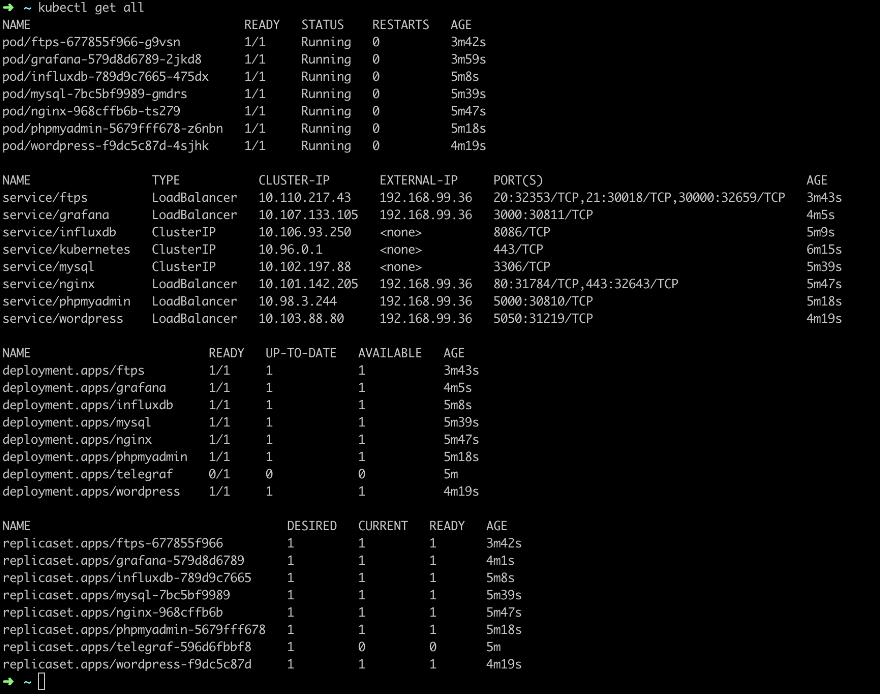 ➜ ~ kubectl get all
NAME READY STATUS RESTARTS AGE
pod/ftps-677855f966-g9vsn 1/1 Running 0 3m42s
pod/grafana-579d8d6789-2jkd8 1/1 Running 0 3m59s
pod/influxdb-789d9c7665-475dx 1/1 Running 0 5m8s
pod/mysql-7bc5bf9989-gmdrs 1/1 Running 0 5m39s
pod/nginx-968cffb6b-ts279 1/1 Running 0 5m47s
pod/phpmyadmin-5679fff678-z6nbn 1/1 Running 0 5m18s
pod/wordpress-f9dc5c87d-4sjhk 1/1 Running 0 4m19s
NAME TYPE CLUSTER-IP EXTERNAL-IP PORT(S) AGE
service/ftps LoadBalancer 10.110.217.43 192.168.99.36 20:32353/TCP,21:30018/TCP,30000:32659/TCP 3m43s
service/grafana LoadBalancer 10.107.133.105 192.168.99.36 3000:30811/TCP 4m5s
service/influxdb ClusterIP 10.106.93.250 <none> 8086/TCP 5m9s
service/kubernetes ClusterIP 10.96.0.1 <none> 443/TCP 6m15s
service/mysql ClusterIP 10.102.197.88 <none> 3306/TCP 5m39s
service/nginx LoadBalancer 10.101.142.205 192.168.99.36 80:31784/TCP,443:32643/TCP 5m47s
service/phpmyadmin LoadBalancer 10.98.3.244 192.168.99.36 5000:30810/TCP 5m18s
service/wordpress LoadBalancer 10.103.88.80 192.168.99.36 5050:31219/TCP 4m19s
NAME READY UP-TO-DATE AVAILABLE AGE
deployment.apps/ftps 1/1 1 1 3m43s
deployment.apps/grafana 1/1 1 1 4m5s
deployment.apps/influxdb 1/1 1 1 5m8s
deployment.apps/mysql 1/1 1 1 5m39s
deployment.apps/nginx 1/1 1 1 5m47s
deployment.apps/phpmyadmin 1/1 1 1 5m18s
deployment.apps/telegraf 0/1 0 0 5m
deployment.apps/wordpress 1/1 1 1 4m19s
NAME DESIRED CURRENT READY AGE
replicaset.apps/ftps-677855f966 1 1 1 3m42s
replicaset.apps/grafana-579d8d6789 1 1 1 4m1s
replicaset.apps/influxdb-789d9c7665 1 1 1 5m8s
replicaset.apps/mysql-7bc5bf9989 1 1 1 5m39s
replicaset.apps/nginx-968cffb6b 1 1 1 5m47s
replicaset.apps/phpmyadmin-5679fff678 1 1 1 5m18s
replicaset.apps/telegraf-596d6fbbf8 1 0 0 5m
replicaset.apps/wordpress-f9dc5c87d 1 1 1 4m19s
➜ ~